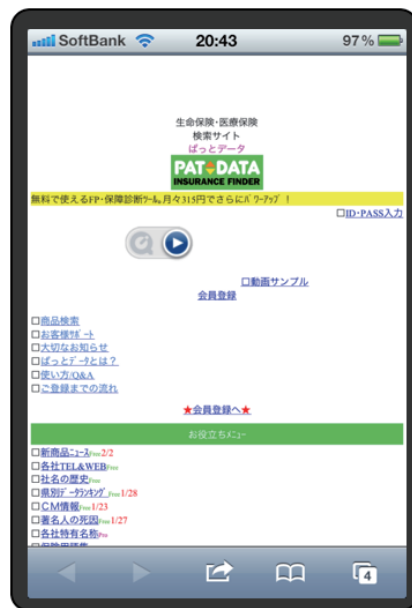 SoftBank 20:43 97%
生命保険・医療保険
検索サイト
ぱっとデータ
PAT DATA
INSURANCE FINDER
無料で使えるFP・保障診断ﾂｰﾙ。月々315円でさらにﾊﾟﾜｰｱｯﾌﾟ！
□ID・PASS入力
□動画サンプル
会員登録
□商品検索
□お客様ｻﾎﾟｰﾄ
□大切なお知らせ
□ぱっとﾃﾞｰﾀとは？
□使い方/Q&A
□ご登録までの流れ
★会員登録へ★
お役立ちﾒﾆｭｰ
□新商品ﾆｭｰｽFree2/2
□各社TEL&WEBFree
□社名の歴史Free
□県別ﾃﾞｰﾀﾗﾝｷﾝｸﾞFree1/28
□CM情報Free1/23
□著名人の死因Free1/27
□各社特有名称Free
□保険用語集
4